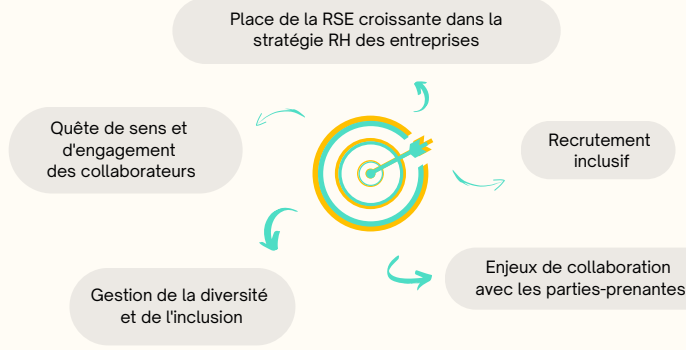 Place de la RSE croissante dans la
stratégie RH des entreprises
Quête de sens et
d'engagement
des collaborateurs
Recrutement
inclusif
Enjeux de collaboration
avec les parties-prenantes
Gestion de la diversité
et de l'inclusion